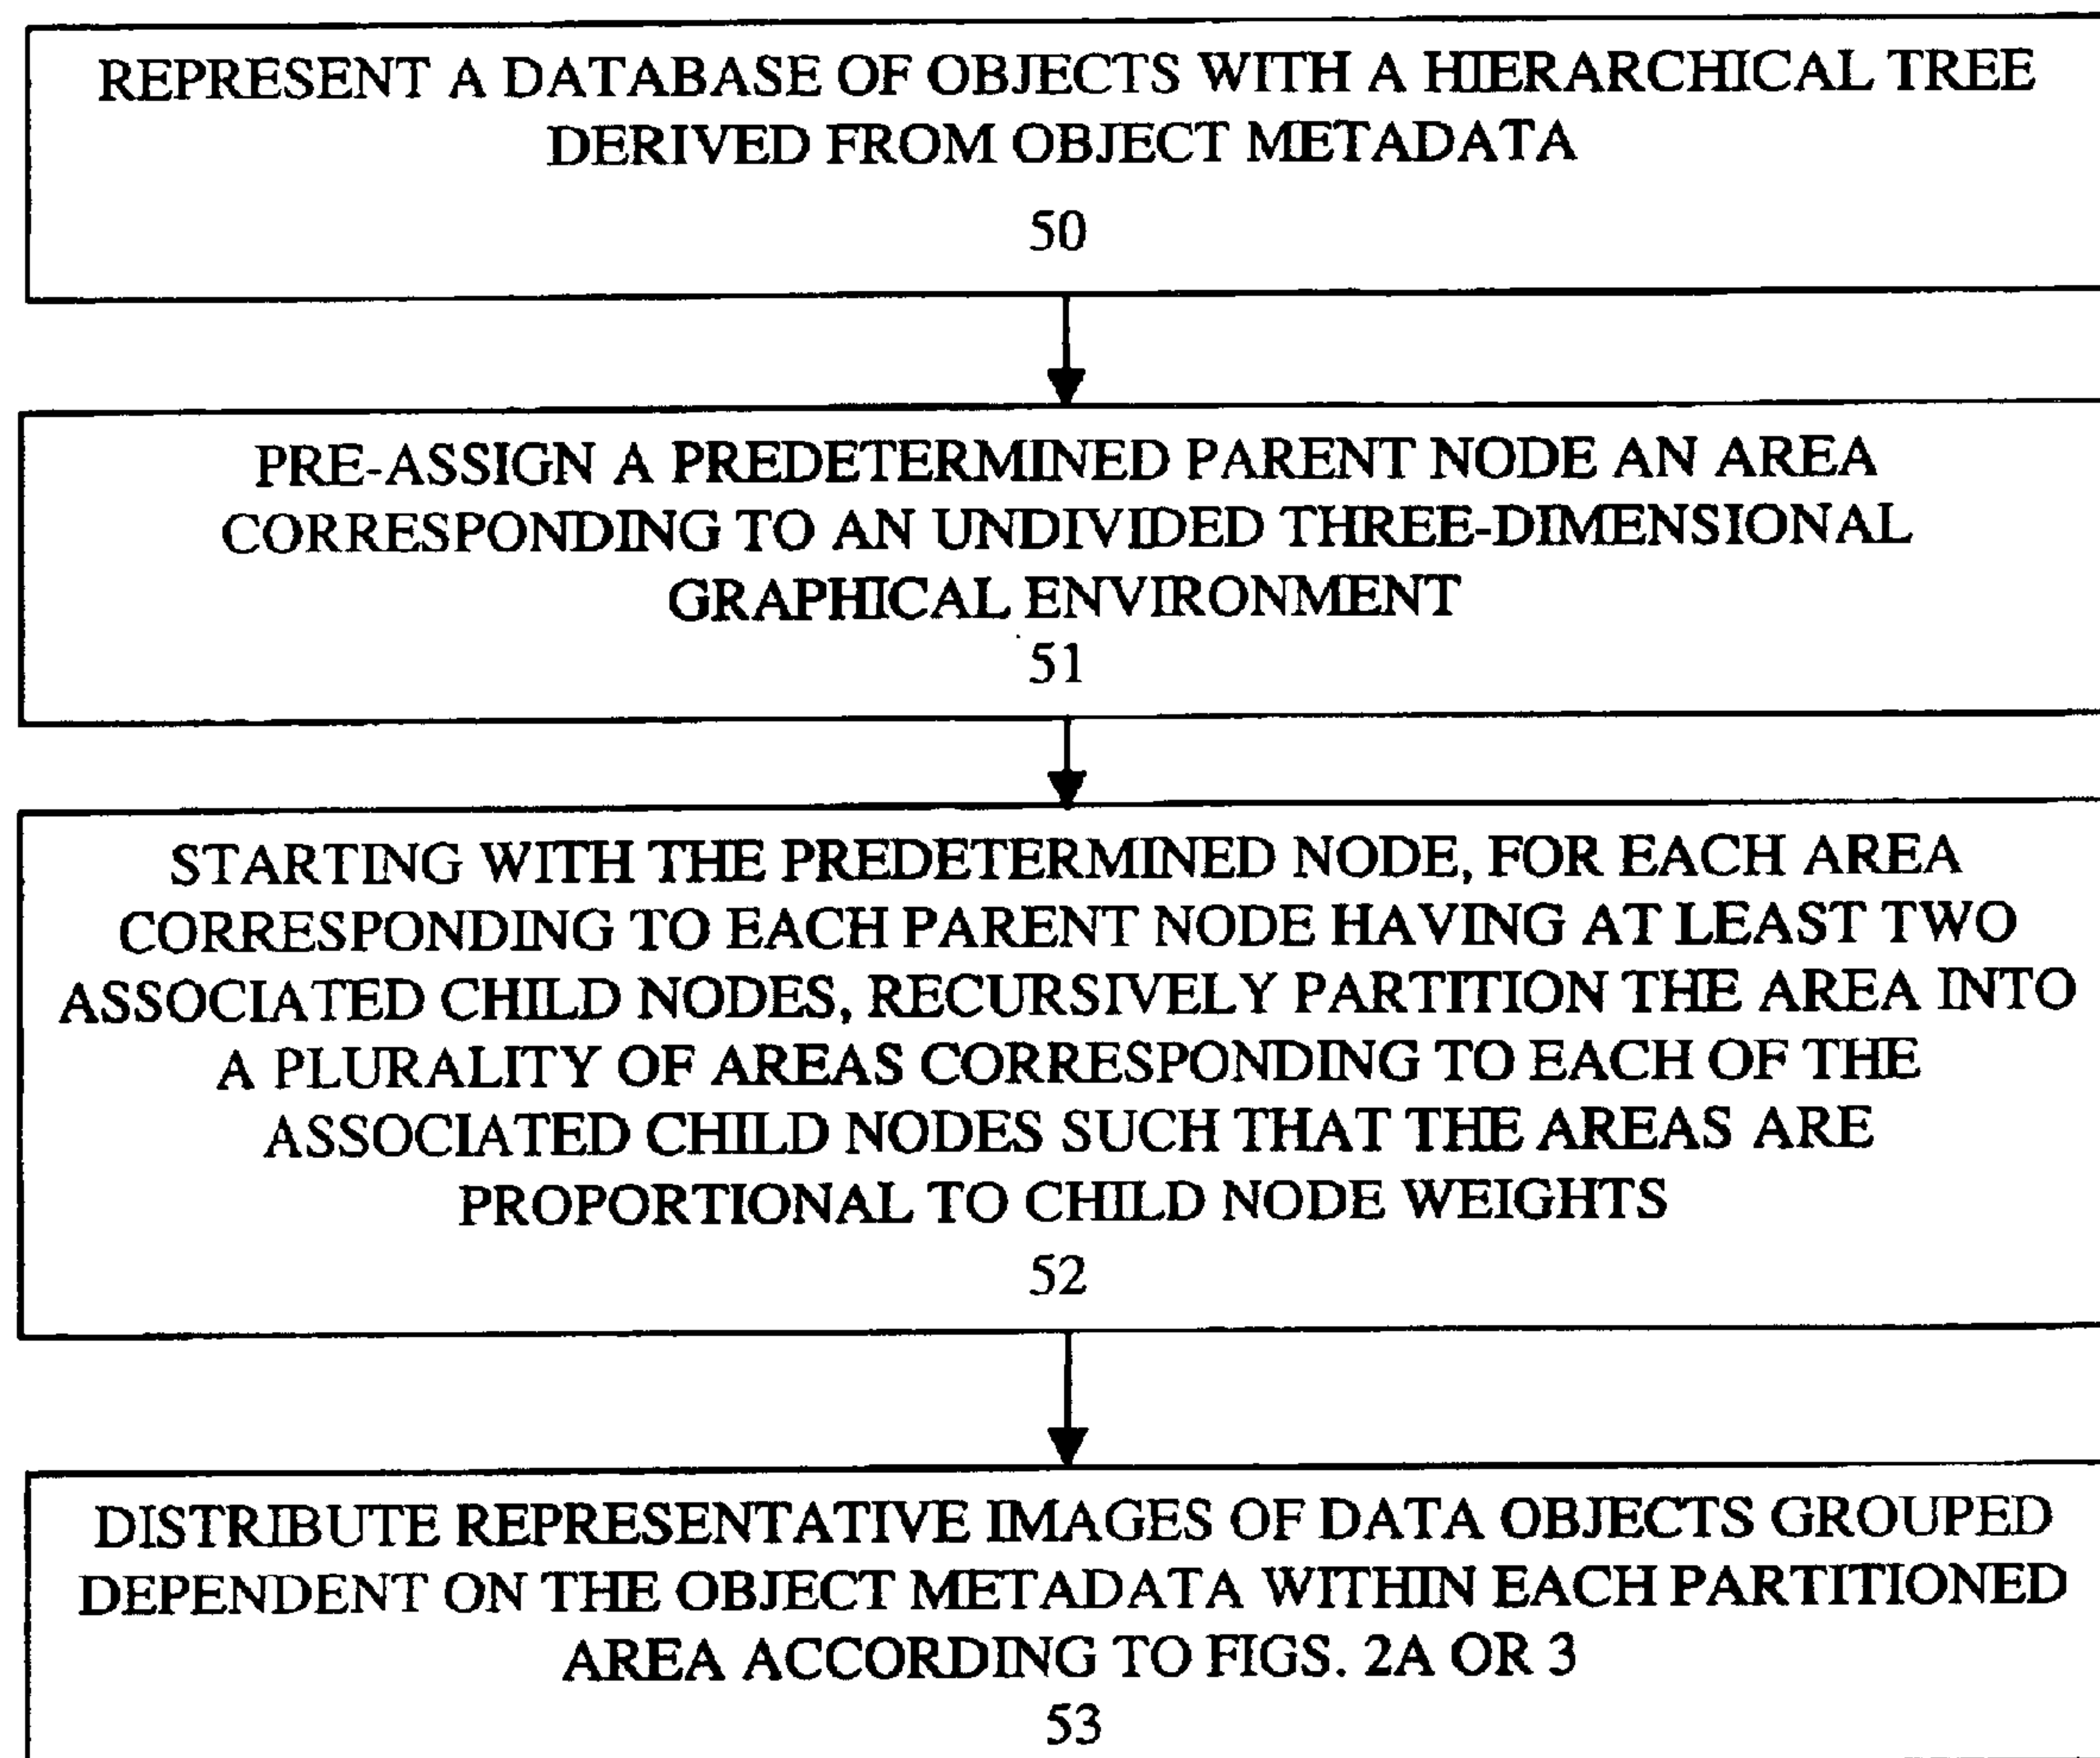 REPRESENT A DATABASE OF OBJECTS WITH A HIERARCHICAL TREE
DERIVED FROM OBJECT METADATA
50
PRE-ASSIGN A PREDETERMINED PARENT NODE AN AREA
CORRESPONDING TO AN UNDIVIDED THREE-DIMENSIONAL
GRAPHICAL ENVIRONMENT
51
STARTING WITH THE PREDETERMINED NODE, FOR EACH AREA
CORRESPONDING TO EACH PARENT NODE HAVING AT LEAST TWO
ASSOCIATED CHILD NODES, RECURSIVELY PARTITION THE AREA INTO
A PLURALITY OF AREAS CORRESPONDING TO EACH OF THE
ASSOCIATED CHILD NODES SUCH THAT THE AREAS ARE
PROPORTIONAL TO CHILD NODE WEIGHTS
52
DISTRIBUTE REPRESENTATIVE IMAGES OF DATA OBJECTS GROUPED
DEPENDENT ON THE OBJECT METADATA WITHIN EACH PARTITIONED
AREA ACCORDING TO FIGS. 2A OR 3
53